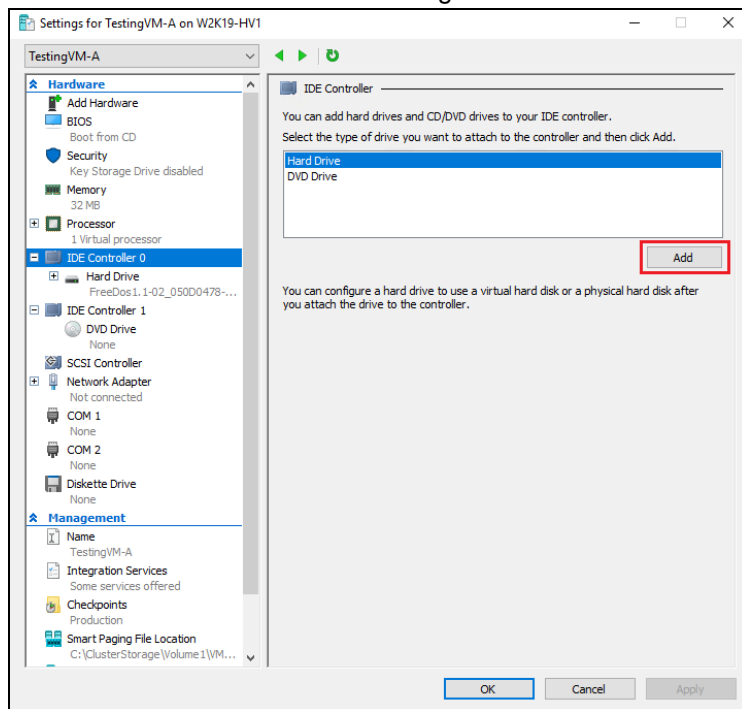 Settings for TestingVM-A on W2K19-HV1
TestingVM-A
Hardware
Add Hardware
BIOS
Boot from CD
Security
Key Storage Drive disabled
Memory
32 MB
Processor
1 Virtual processor
IDE Controller 0
Hard Drive
FreeDos1.1-02_050D0478-...
IDE Controller 1
DVD Drive
None
SCSI Controller
Network Adapter
Not connected
COM 1
None
COM 2
None
Diskette Drive
None
Management
Name
TestingVM-A
Integration Services
Some services offered
Checkpoints
Production
Smart Paging File Location
C:\ClusterStorage\Volume1\VM...
IDE Controller
You can add hard drives and CD/DVD drives to your IDE controller.
Select the type of drive you want to attach to the controller and then click Add.
Hard Drive
DVD Drive
Add
You can configure a hard drive to use a virtual hard disk or a physical hard disk after
you attach the drive to the controller.
OK
Cancel
Apply